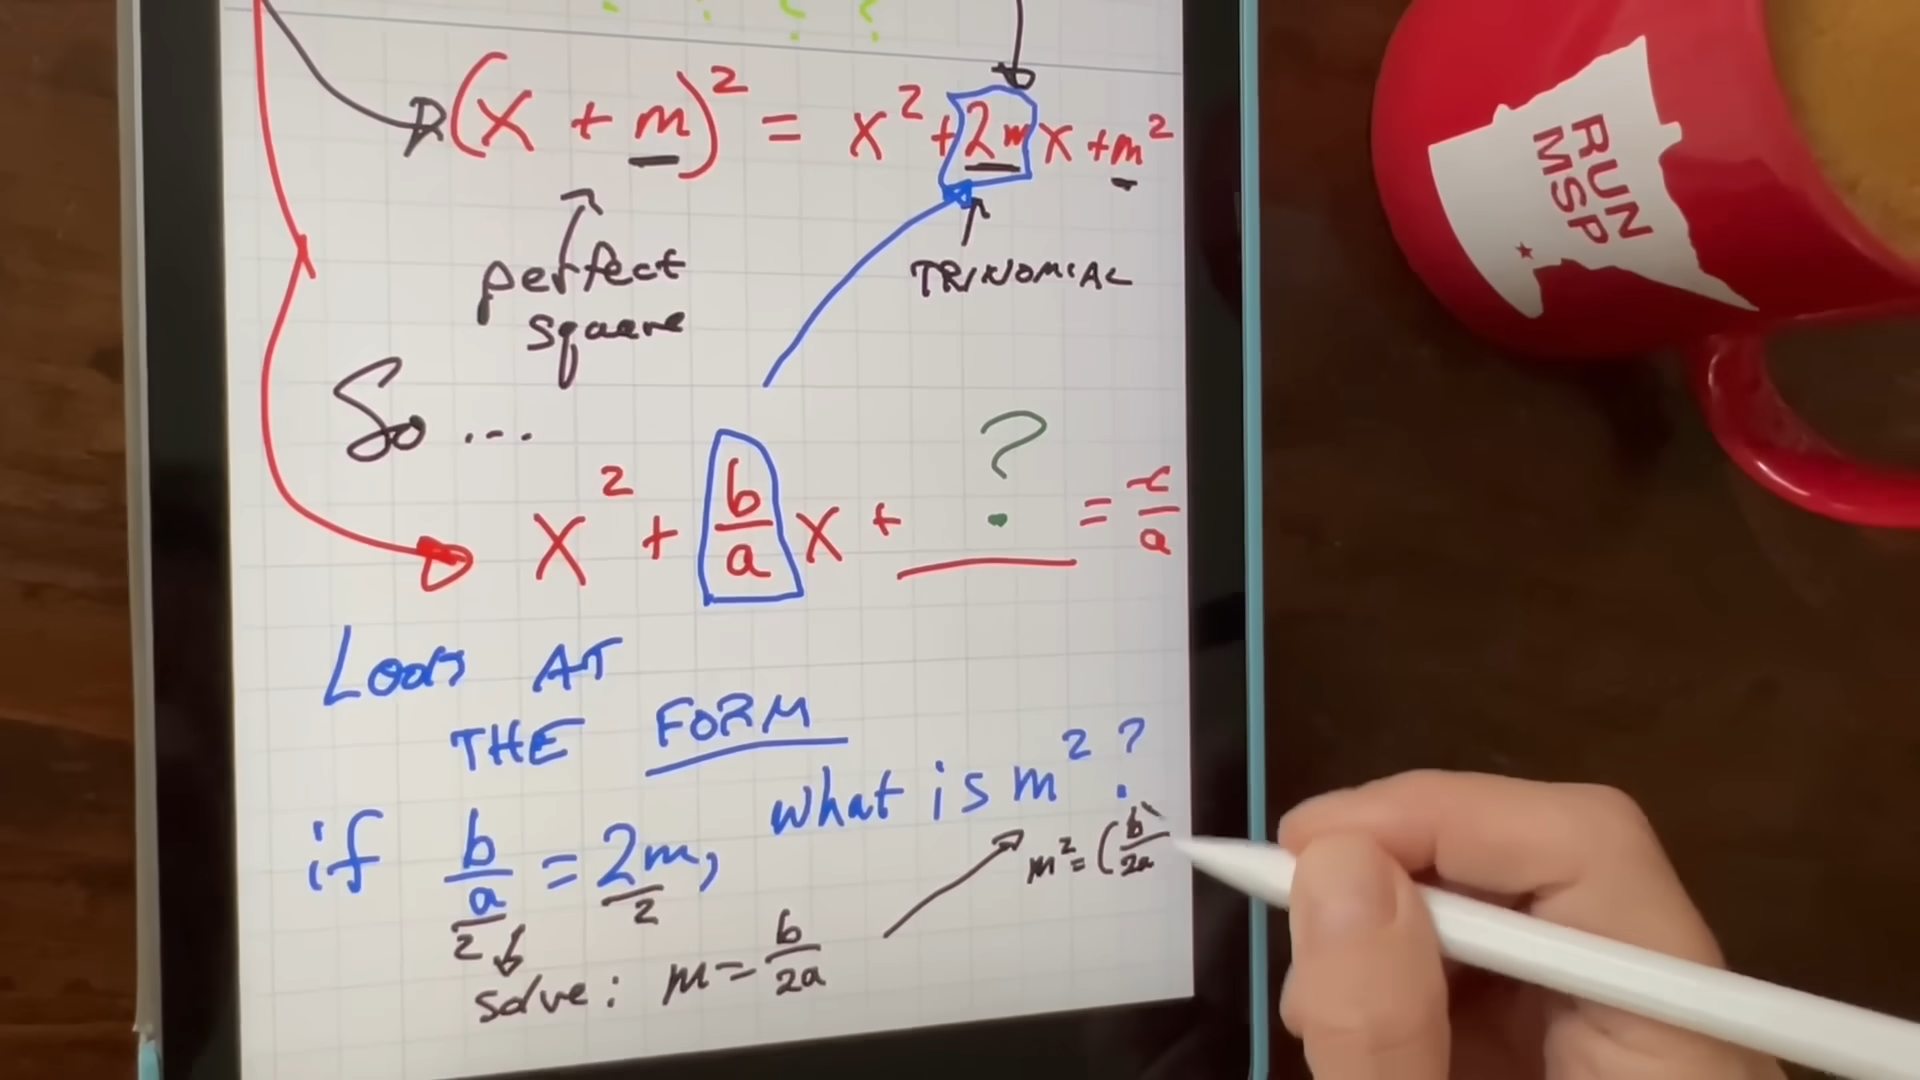 (x + m)² = x² + 2m x + m²
perfect
square
TRINOMIAL
So ...
?
x² + b/a x + ___ = -c/a
LOOK AT
THE FORM
if b/a = 2m, what is m²?
2 2
m² = (b/2a
solve: m = b/2a
RUN
MSP